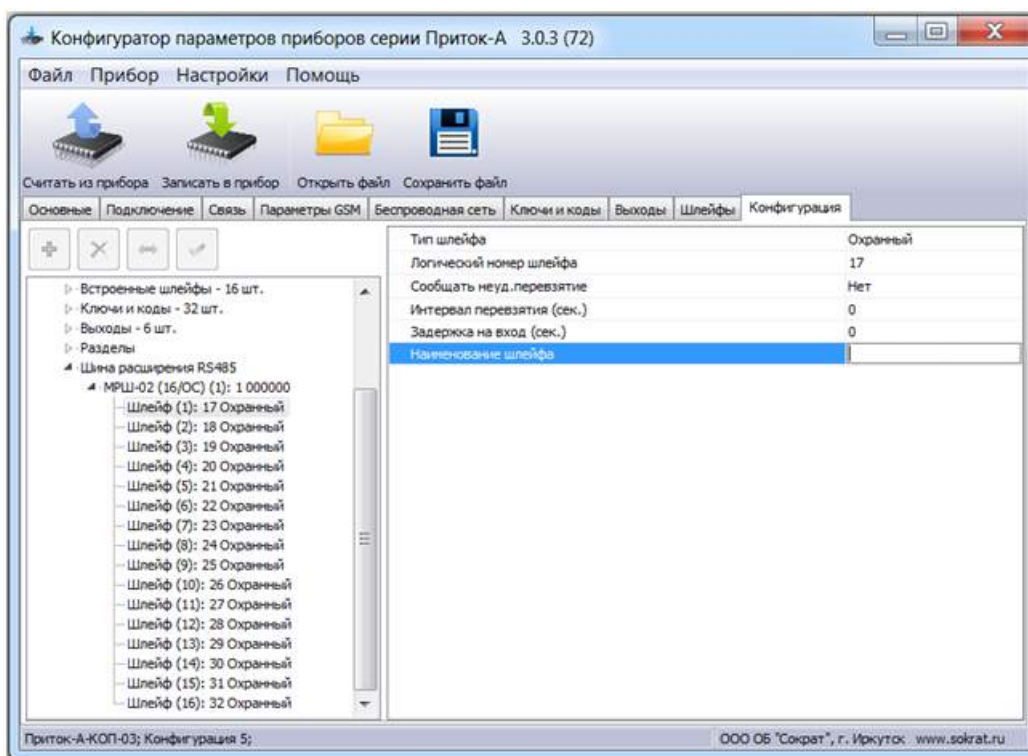 Конфигуратор параметров приборов серии Приток-А 3.0.3 (72)
Файл Прибор Настройки Помощь
Считать из прибора Записать в прибор Открыть файл Сохранить файл
Основные Подключение Связь Параметры GSM Беспроводная сеть Ключи и коды Выходы Шлейфы Конфигурация
Встроенные шлейфы - 16 шт.
Ключи и коды - 32 шт.
Выходы - 6 шт.
Разделы
Шина расширения RS485
МРШ-02 (16/ОС) (1): 1 000000
Шлейф (1): 17 Охранный
Шлейф (2): 18 Охранный
Шлейф (3): 19 Охранный
Шлейф (4): 20 Охранный
Шлейф (5): 21 Охранный
Шлейф (6): 22 Охранный
Шлейф (7): 23 Охранный
Шлейф (8): 24 Охранный
Шлейф (9): 25 Охранный
Шлейф (10): 26 Охранный
Шлейф (11): 27 Охранный
Шлейф (12): 28 Охранный
Шлейф (13): 29 Охранный
Шлейф (14): 30 Охранный
Шлейф (15): 31 Охранный
Шлейф (16): 32 Охранный
Тип шлейфа Охранный
Логический номер шлейфа 17
Сообщать неуд.перевзятие Нет
Интервал перевзятия (сек.) 0
Задержка на вход (сек.) 0
Наименование шлейфа
Приток-А-КОП-03; Конфигурация 5; ООО ОБ "Сократ", г. Иркутск www.sokrat.ru